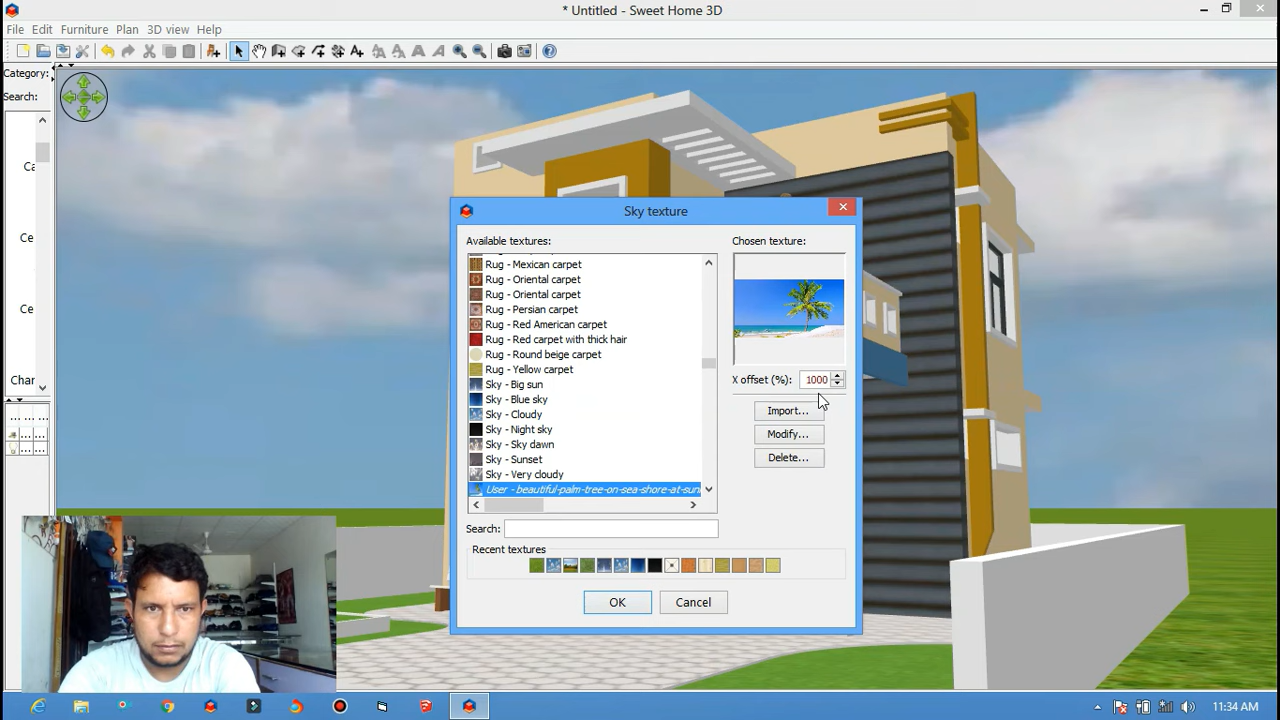 * Untitled - Sweet Home 3D
File Edit Furniture Plan 3D view Help
Category:
Search:
Ca
Ce
Ce
Char
Sky texture
Available textures:
Rug - Mexican carpet
Rug - Oriental carpet
Rug - Oriental carpet
Rug - Persian carpet
Rug - Red American carpet
Rug - Red carpet with thick hair
Rug - Round beige carpet
Rug - Yellow carpet
Sky - Big sun
Sky - Blue sky
Sky - Cloudy
Sky - Night sky
Sky - Sky dawn
Sky - Sunset
Sky - Very cloudy
User - beautiful-palm-tree-on-sea-shore-at-sun
Search:
Chosen texture:
X offset (%): 1000
Import...
Modify...
Delete...
Recent textures
OK Cancel
11:34 AM